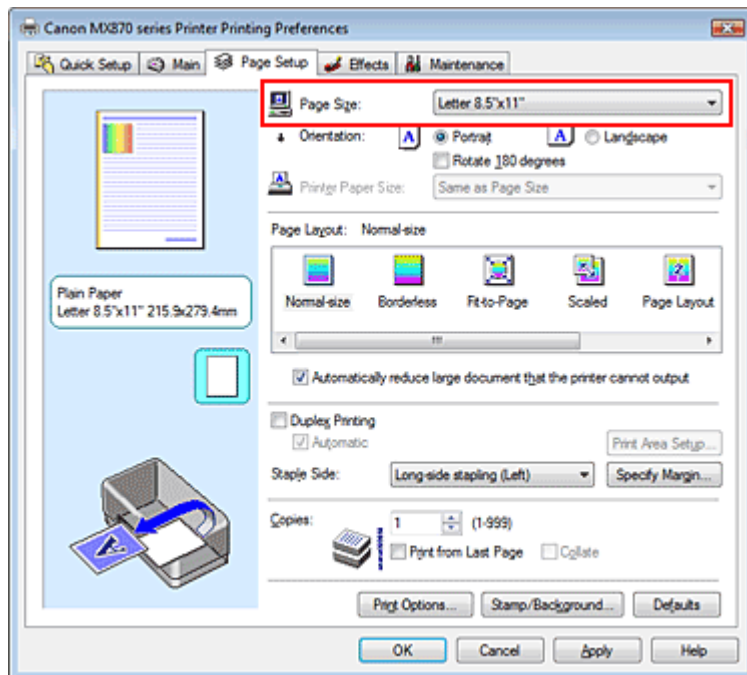 Canon MX870 series Printer Printing Preferences
Quick Setup Main Page Setup Effects Maintenance
Page Size: Letter 8.5"x11"
Orientation: A Portrait A Landscape
Rotate 180 degrees
Printer Paper Size: Same as Page Size
Page Layout: Normal-size
Normal-size Borderless Fit-to-Page Scaled Page Layout
Plain Paper
Letter 8.5"x11" 215.9x279.4mm
Automatically reduce large document that the printer cannot output
Duplex Printing
Automatic Print Area Setup...
Staple Side: Long-side stapling (Left) Specify Margin...
Copies: 1 (1-999)
Print from Last Page Collate
Print Options... Stamp/Background... Defaults
OK Cancel Apply Help